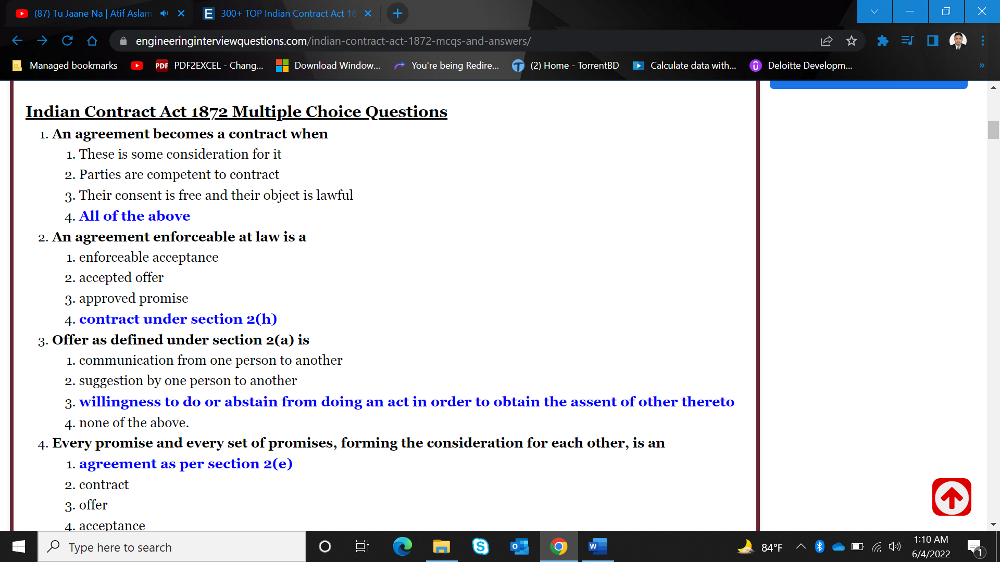 (87) Tu Jaane Na | Atif Aslam
300+ TOP Indian Contract Act 18
engineeringinterviewquestions.com/indian-contract-act-1872-mcqs-and-answers/
Managed bookmarks
PDF PDF2EXCEL - Chang...
Download Window...
You're being Redire...
(2) Home - TorrentBD
Calculate data with...
Deloitte Developm...
»
Indian Contract Act 1872 Multiple Choice Questions
1. An agreement becomes a contract when
1. These is some consideration for it
2. Parties are competent to contract
3. Their consent is free and their object is lawful
4. All of the above
2. An agreement enforceable at law is a
1. enforceable acceptance
2. accepted offer
3. approved promise
4. contract under section 2(h)
3. Offer as defined under section 2(a) is
1. communication from one person to another
2. suggestion by one person to another
3. willingness to do or abstain from doing an act in order to obtain the assent of other thereto
4. none of the above.
4. Every promise and every set of promises, forming the consideration for each other, is an
1. agreement as per section 2(e)
2. contract
3. offer
4. acceptance
Type here to search
84°F
1:10 AM
6/4/2022
1